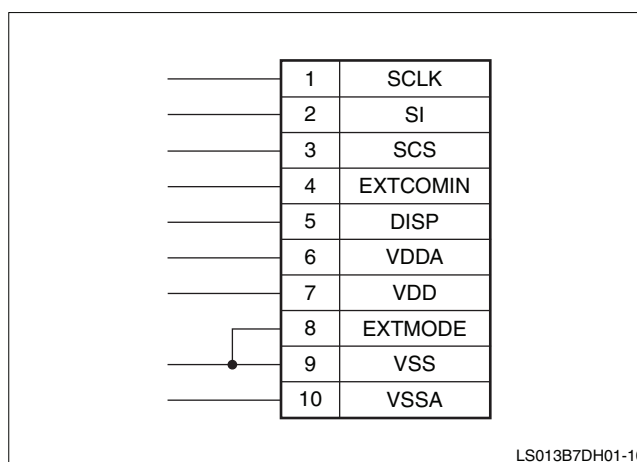 1 SCLK
2 SI
3 SCS
4 EXTCOMIN
5 DISP
6 VDDA
7 VDD
8 EXTMODE
9 VSS
10 VSSA